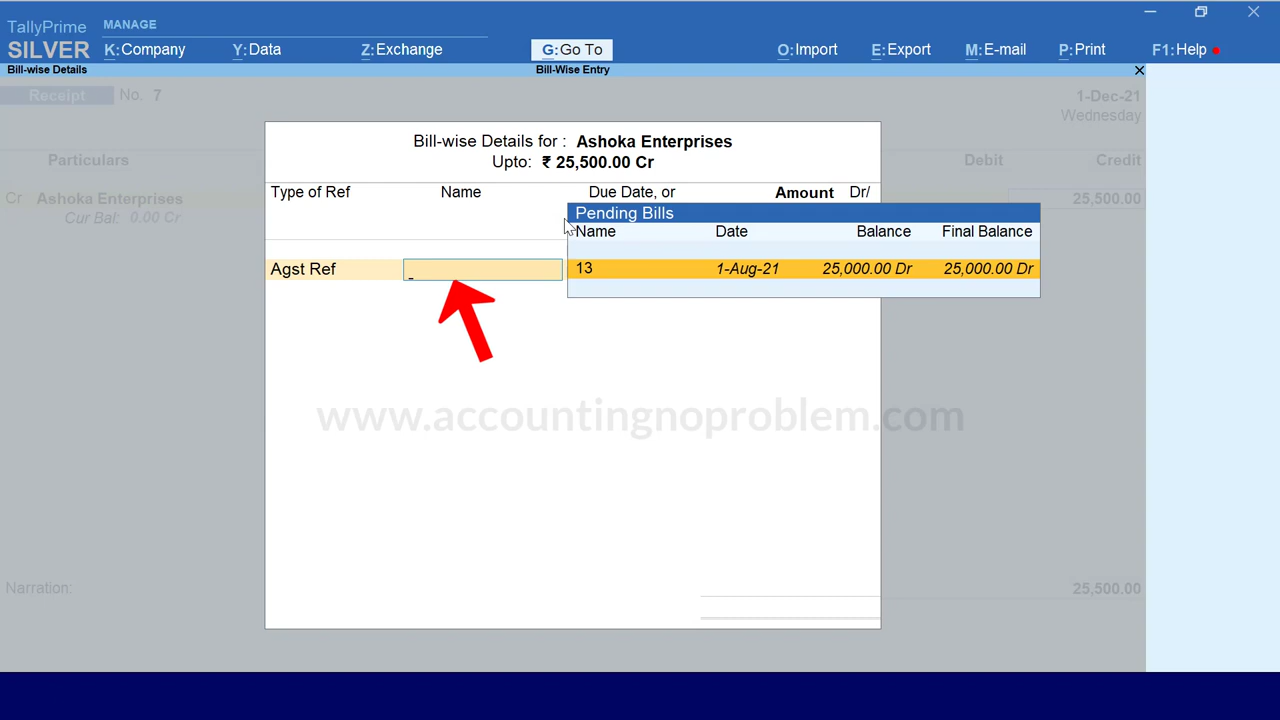 TallyPrime MANAGE
SILVER K:Company Y:Data Z:Exchange G:Go To O:Import E:Export M:E-mail P:Print F1:Help
Bill-wise Details Bill-Wise Entry
Receipt No. 7 1-Dec-21
Wednesday
Bill-wise Details for : Ashoka Enterprises
Upto: ₹ 25,500.00 Cr
Particulars Debit Credit
Type of Ref Name Due Date, or Amount Dr/
Cr Ashoka Enterprises 25,500.00
Cur Bal: 0.00 Cr
Pending Bills
Name Date Balance Final Balance
Agst Ref 13 1-Aug-21 25,000.00 Dr 25,000.00 Dr
www.accountingnoproblem.com
Narration: 25,500.00